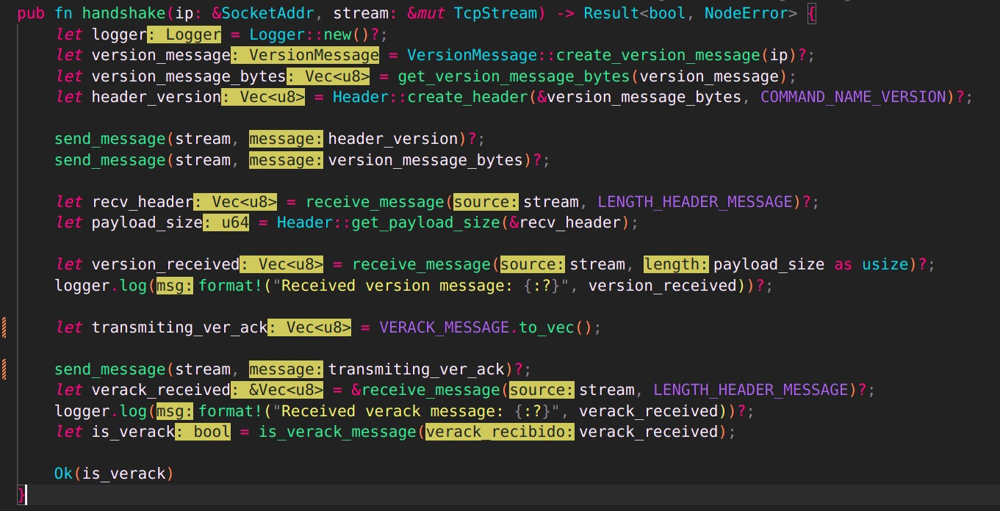 pub fn handshake(ip: &SocketAddr, stream: &mut TcpStream) -> Result<bool, NodeError> {
    let logger: Logger = Logger::new()?;
    let version_message: VersionMessage = VersionMessage::create_version_message(ip)?;
    let version_message_bytes: Vec<u8> = get_version_message_bytes(version_message);
    let header_version: Vec<u8> = Header::create_header(&version_message_bytes, COMMAND_NAME_VERSION)?;
    send_message(stream, message: header_version)?;
    send_message(stream, message: version_message_bytes)?;
    let recv_header: Vec<u8> = receive_message(source: stream, LENGTH_HEADER_MESSAGE)?;
    let payload_size: u64 = Header::get_payload_size(&recv_header);
    let version_received: Vec<u8> = receive_message(source: stream, length: payload_size as usize)?;
    logger.log(msg: format!("Received version message: {:?}", version_received))?;
    let transmiting_ver_ack: Vec<u8> = VERACK_MESSAGE.to_vec();
    send_message(stream, message: transmiting_ver_ack)?;
    let verack_received: &Vec<u8> = &receive_message(source: stream, LENGTH_HEADER_MESSAGE)?;
    logger.log(msg: format!("Received verack message: {:?}", verack_received))?;
    let is_verack: bool = is_verack_message(verack_recibido: verack_received);
    Ok(is_verack)
}